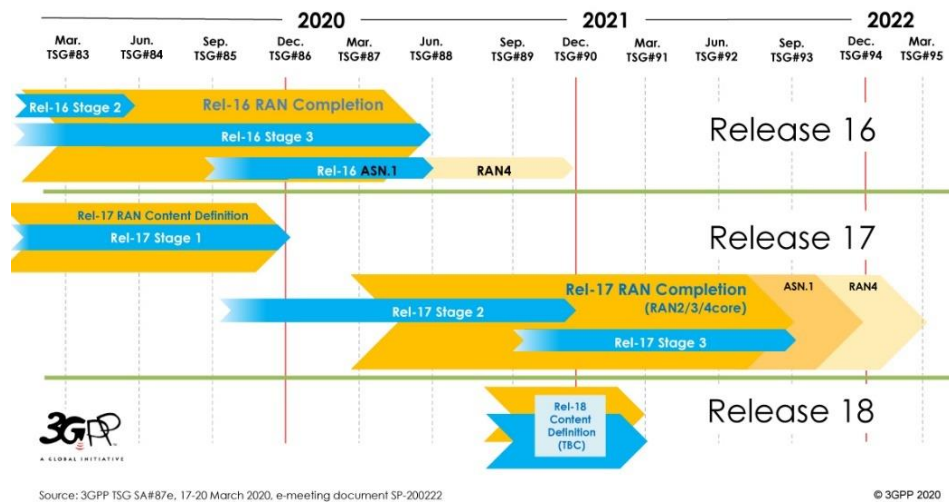 2020
2021
2022
Mar.
TSG#83
Jun.
TSG#84
Sep.
TSG#85
Dec.
TSG#86
Mar.
TSG#87
Jun.
TSG#88
Sep.
TSG#89
Dec.
TSG#90
Mar.
TSG#91
Jun.
TSG#92
Sep.
TSG#93
Dec.
TSG#94
Mar.
TSG#95
Rel-16 RAN Completion
Rel-16 Stage 2
Rel-16 Stage 3
Release 16
Rel-16 ASN.1
RAN4
Rel-17 RAN Content Definition
Rel-17 Stage 1
Release 17
Rel-17 RAN Completion
(RAN2/3/4core)
ASN.1
RAN4
Rel-17 Stage 2
Rel-17 Stage 3
Rel-18
Content
Definition
(TBC)
Release 18
3GPP™
A GLOBAL INITIATIVE
Source: 3GPP TSG SA#87e, 17-20 March 2020, e-meeting document SP-200222
© 3GPP 2020